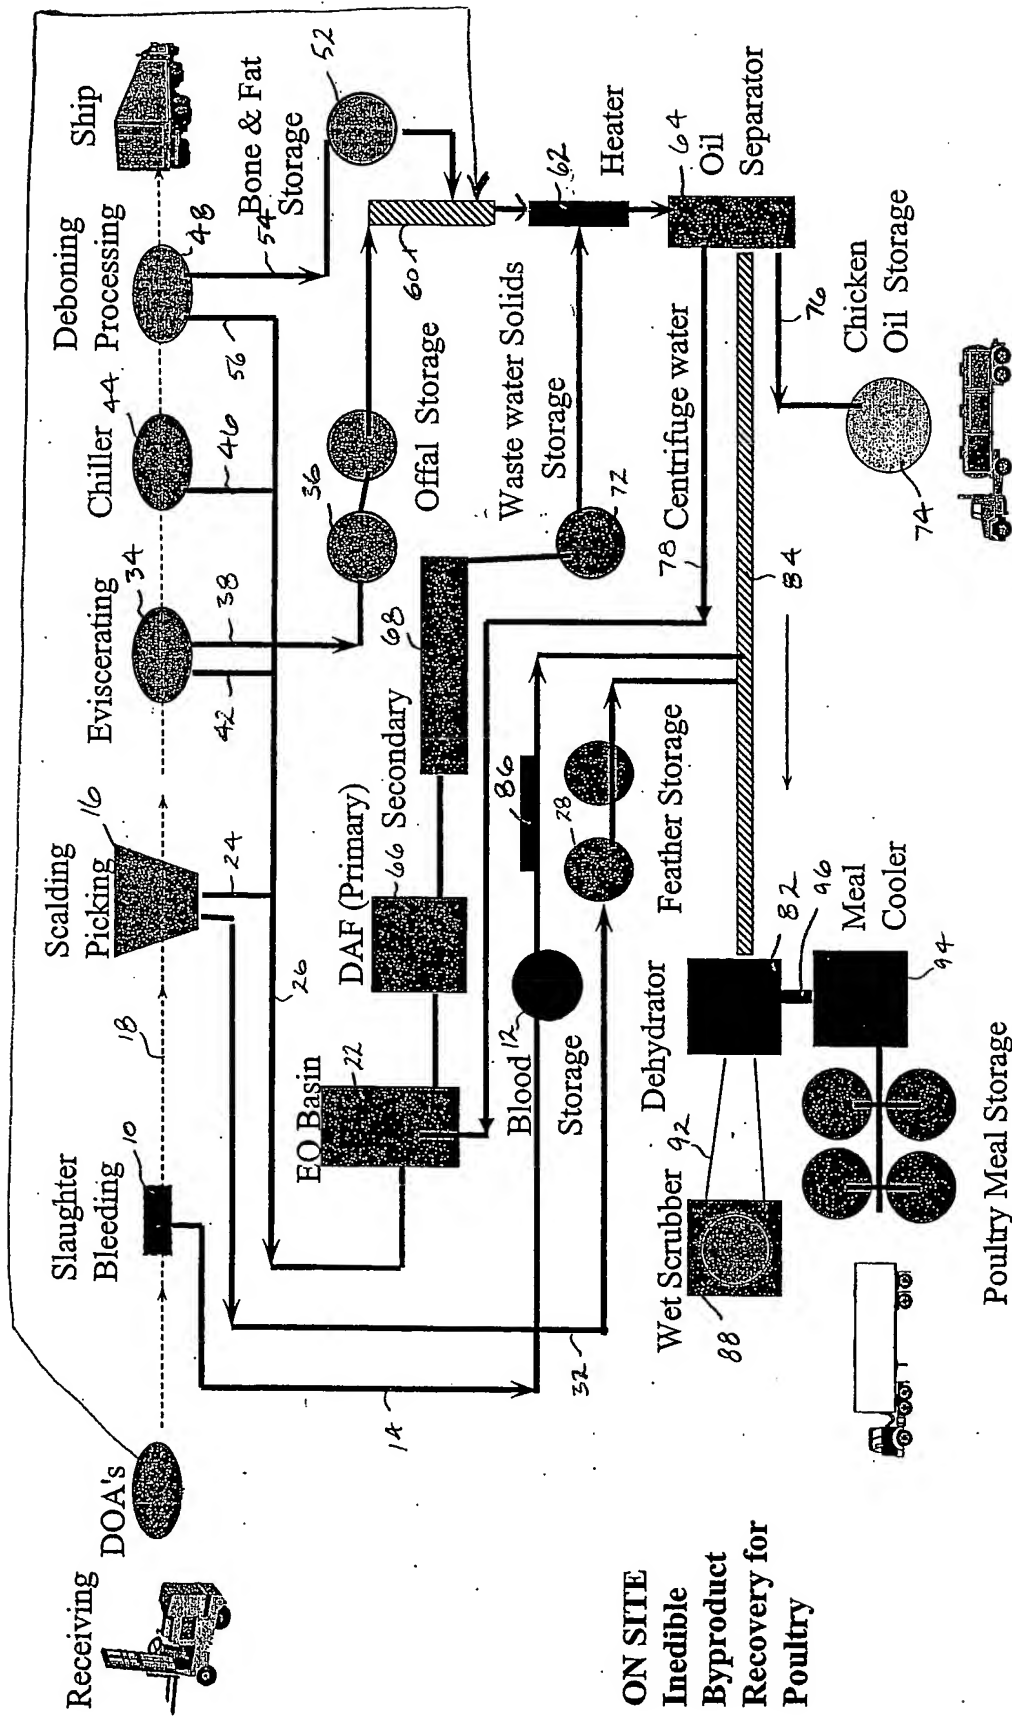 Receiving
DOA's
Slaughter
Bleeding
10
18
Scalding
Picking
16
Eviscerating
34
Chiller 44
Deboning
Processing
48
Ship
14
24
26
42
38
46
56
54
Bone & Fat
Storage
52
36
Offal Storage
60
EO Basin
22
DAF (Primary)
66 Secondary
68
Waste water Solids
Storage
72
62
Heater
64
Oil
Separator
32
Blood
12
Storage
86
28
Feather Storage
78 Centrifuge water
84
76
Chicken
Oil Storage
74
Wet Scrubber
88
92
Dehydrator
82
96
Meal
Cooler
94
Poultry Meal Storage
ON SITE
Inedible
Byproduct
Recovery for
Poultry